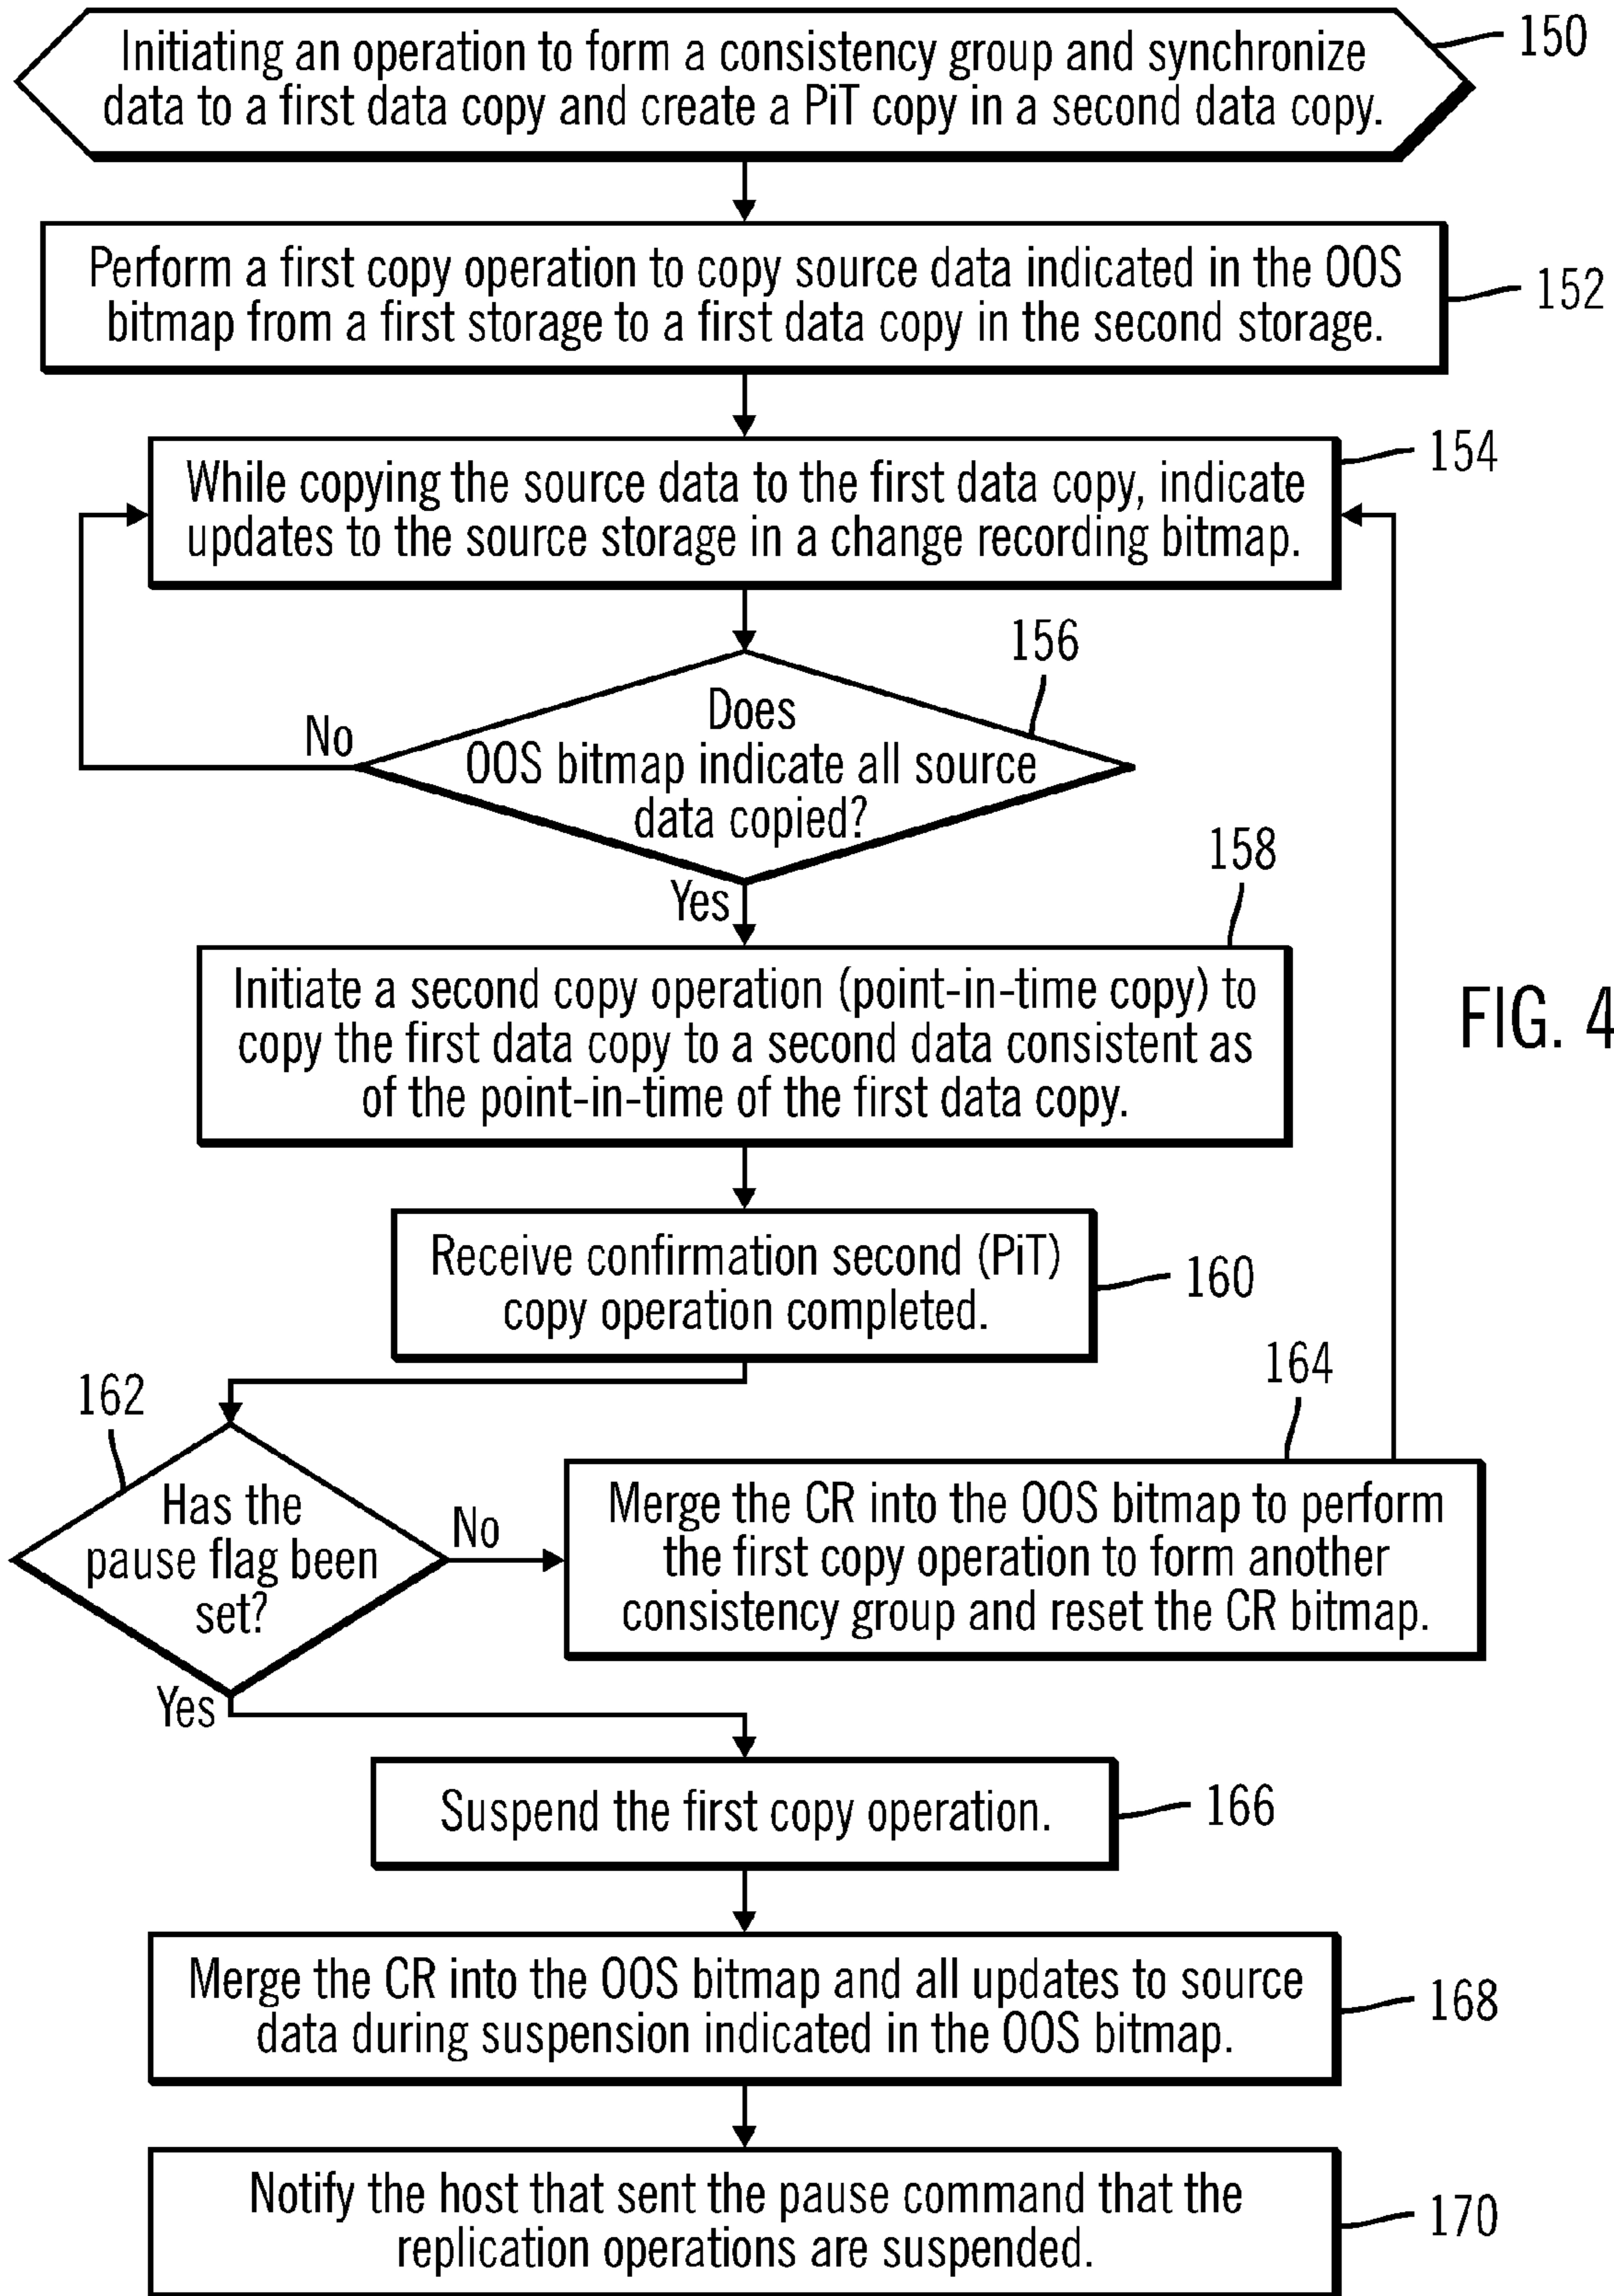 Initiating an operation to form a consistency group and synchronize
data to a first data copy and create a PiT copy in a second data copy.
150
Perform a first copy operation to copy source data indicated in the OOS
bitmap from a first storage to a first data copy in the second storage.
152
While copying the source data to the first data copy, indicate
updates to the source storage in a change recording bitmap.
154
156
Does
OOS bitmap indicate all source
data copied?
No
Yes
158
Initiate a second copy operation (point-in-time copy) to
copy the first data copy to a second data consistent as
of the point-in-time of the first data copy.
FIG. 4
Receive confirmation second (PiT)
copy operation completed.
160
162
Has the
pause flag been
set?
No
Yes
164
Merge the CR into the OOS bitmap to perform
the first copy operation to form another
consistency group and reset the CR bitmap.
Suspend the first copy operation.
166
Merge the CR into the OOS bitmap and all updates to source
data during suspension indicated in the OOS bitmap.
168
Notify the host that sent the pause command that the
replication operations are suspended.
170